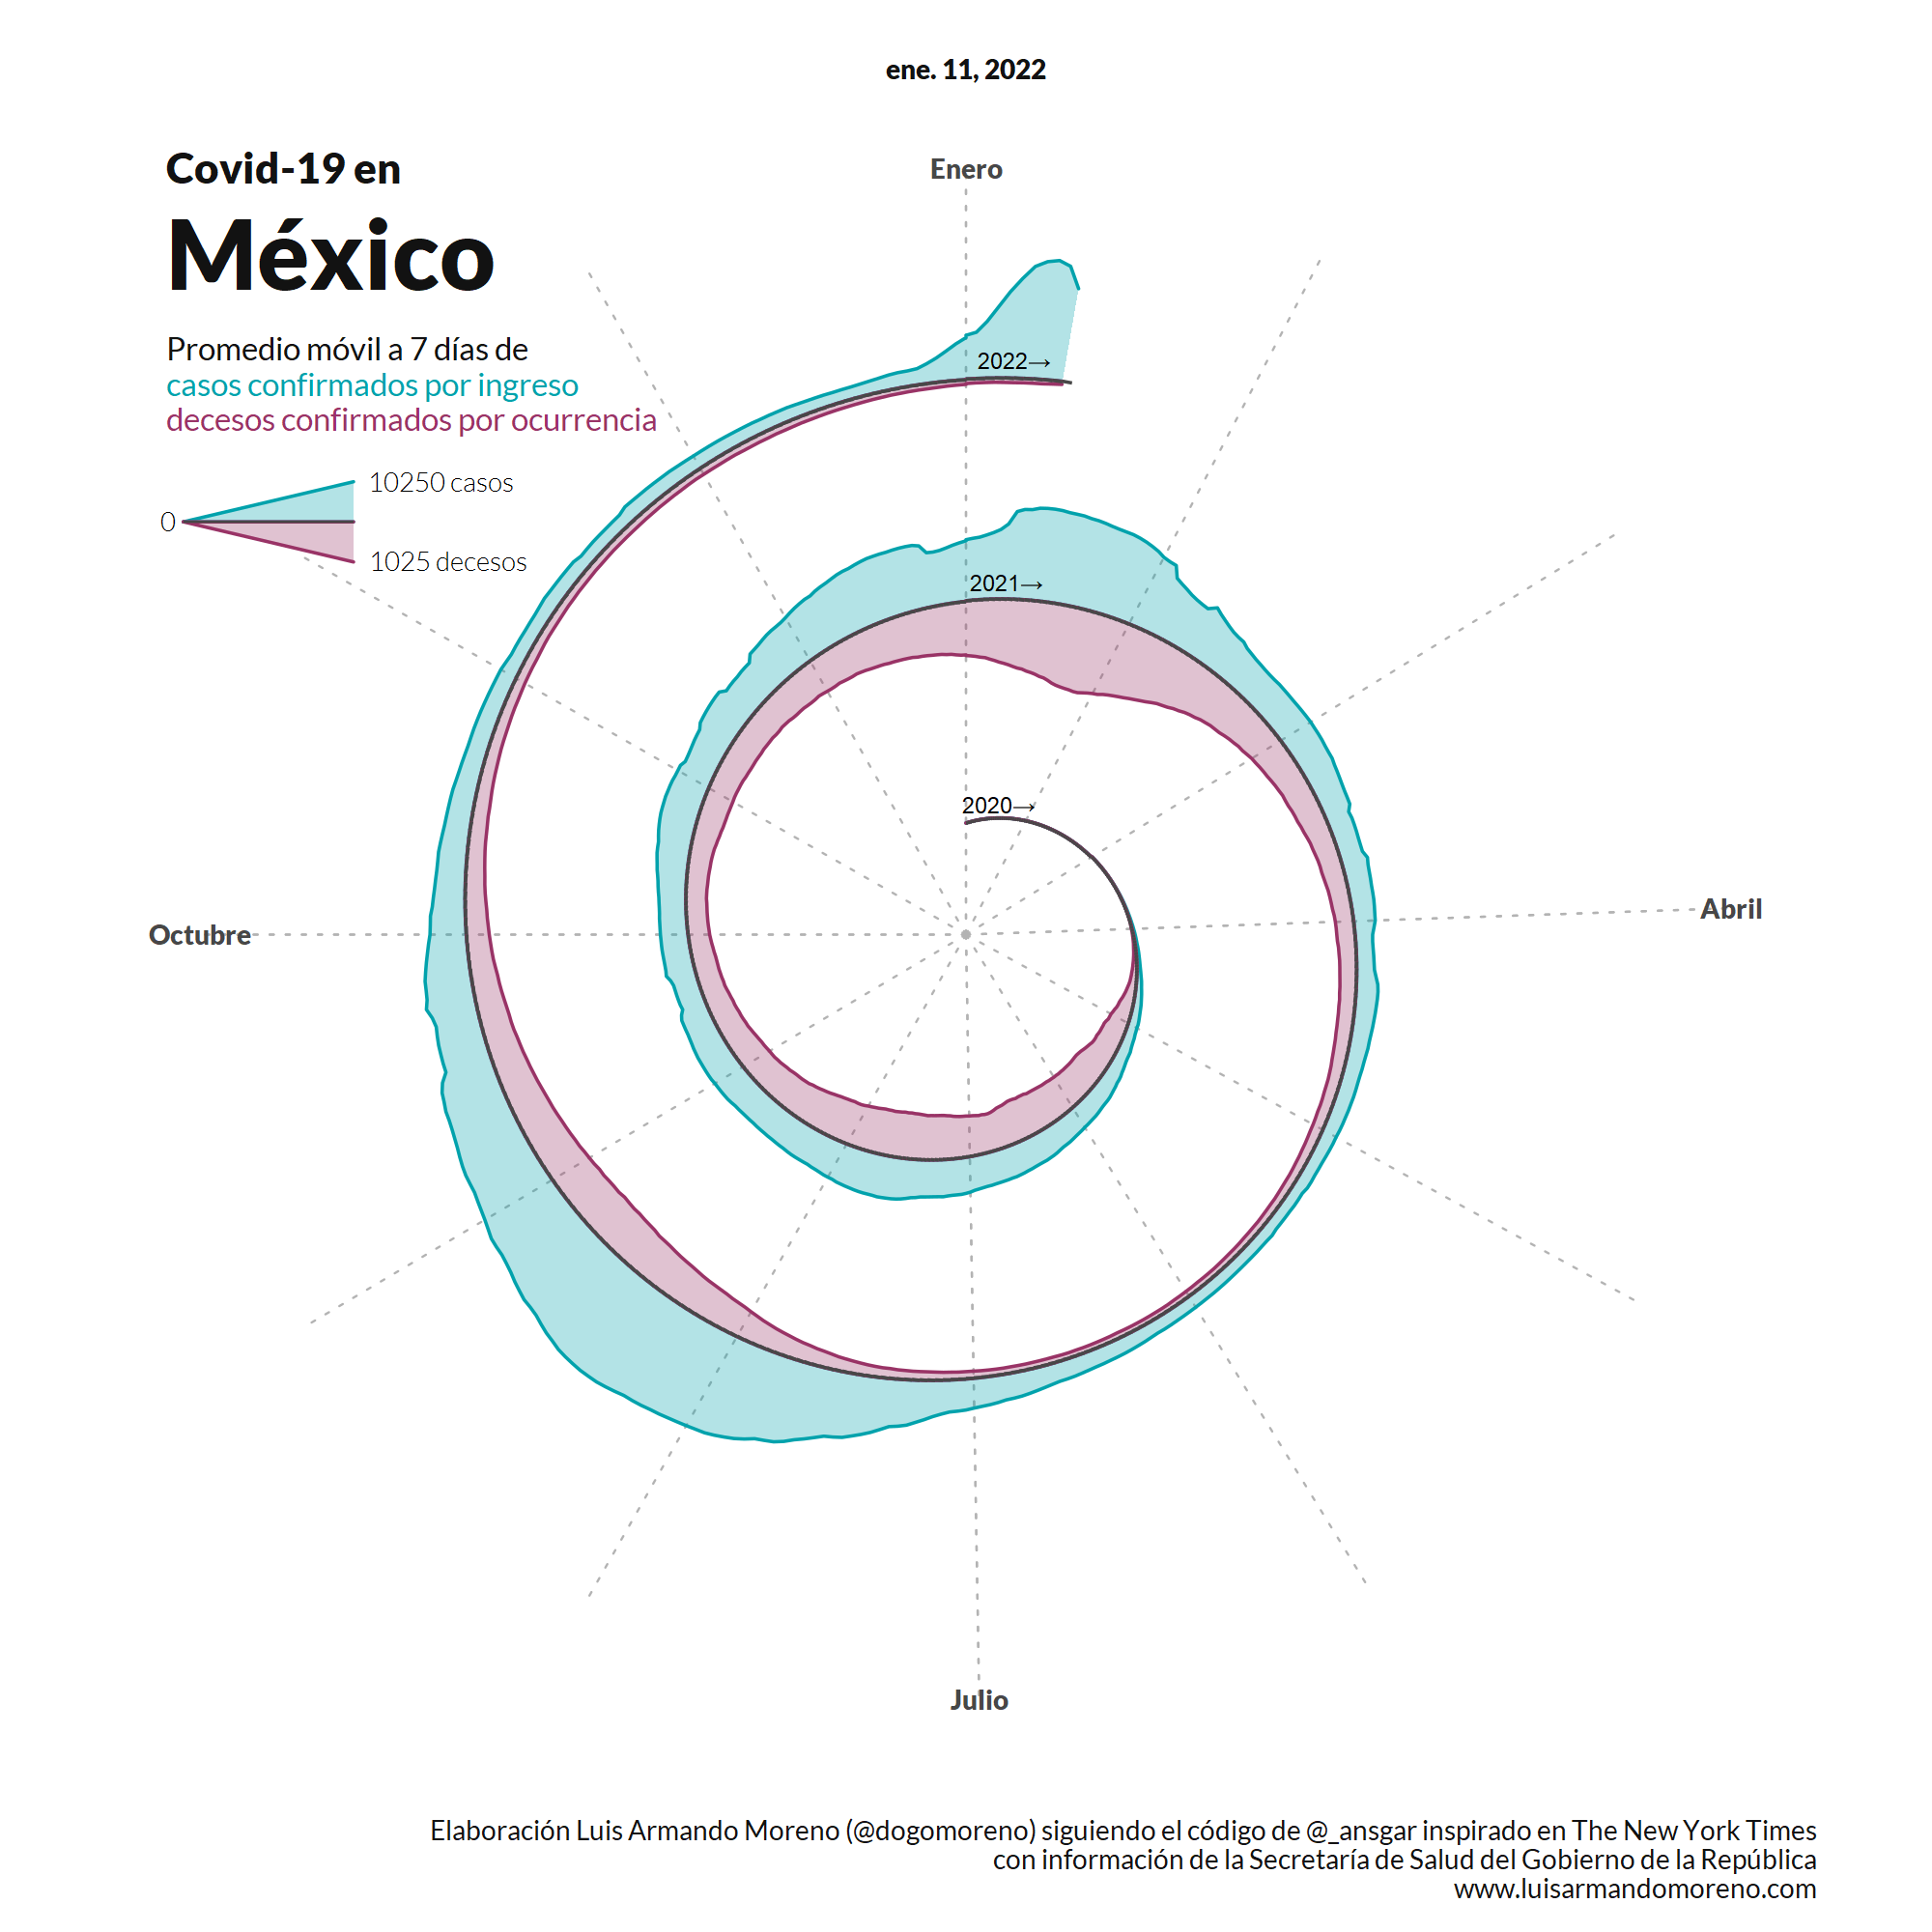 ene. 11, 2022
Covid-19 en
México
Promedio móvil a 7 días de
casos confirmados por ingreso
decesos confirmados por ocurrencia
10250 casos
0
1025 decesos
Enero
2022→
2021→
2020→
Abril
Octubre
Julio
Elaboración Luis Armando Moreno (@dogomoreno) siguiendo el código de @_ansgar inspirado en The New York Times
con información de la Secretaría de Salud del Gobierno de la República
www.luisarmandomoreno.com